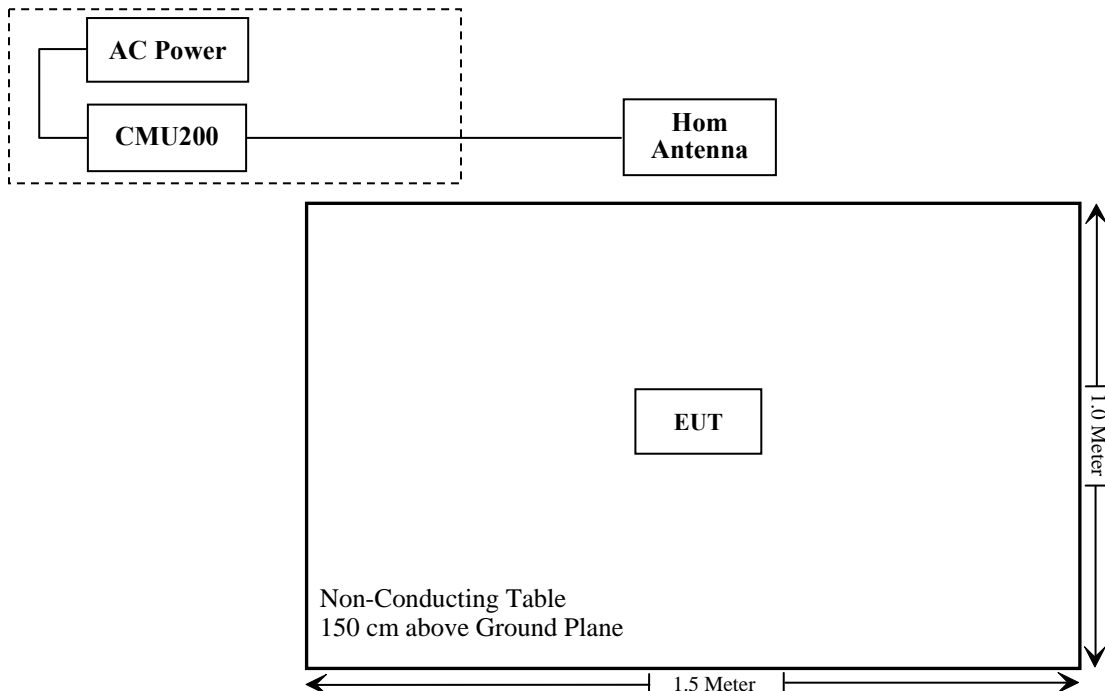 AC Power
CMU200
Hom
Antenna
EUT
1.0 Meter
Non-Conducting Table
150 cm above Ground Plane
1.5 Meter